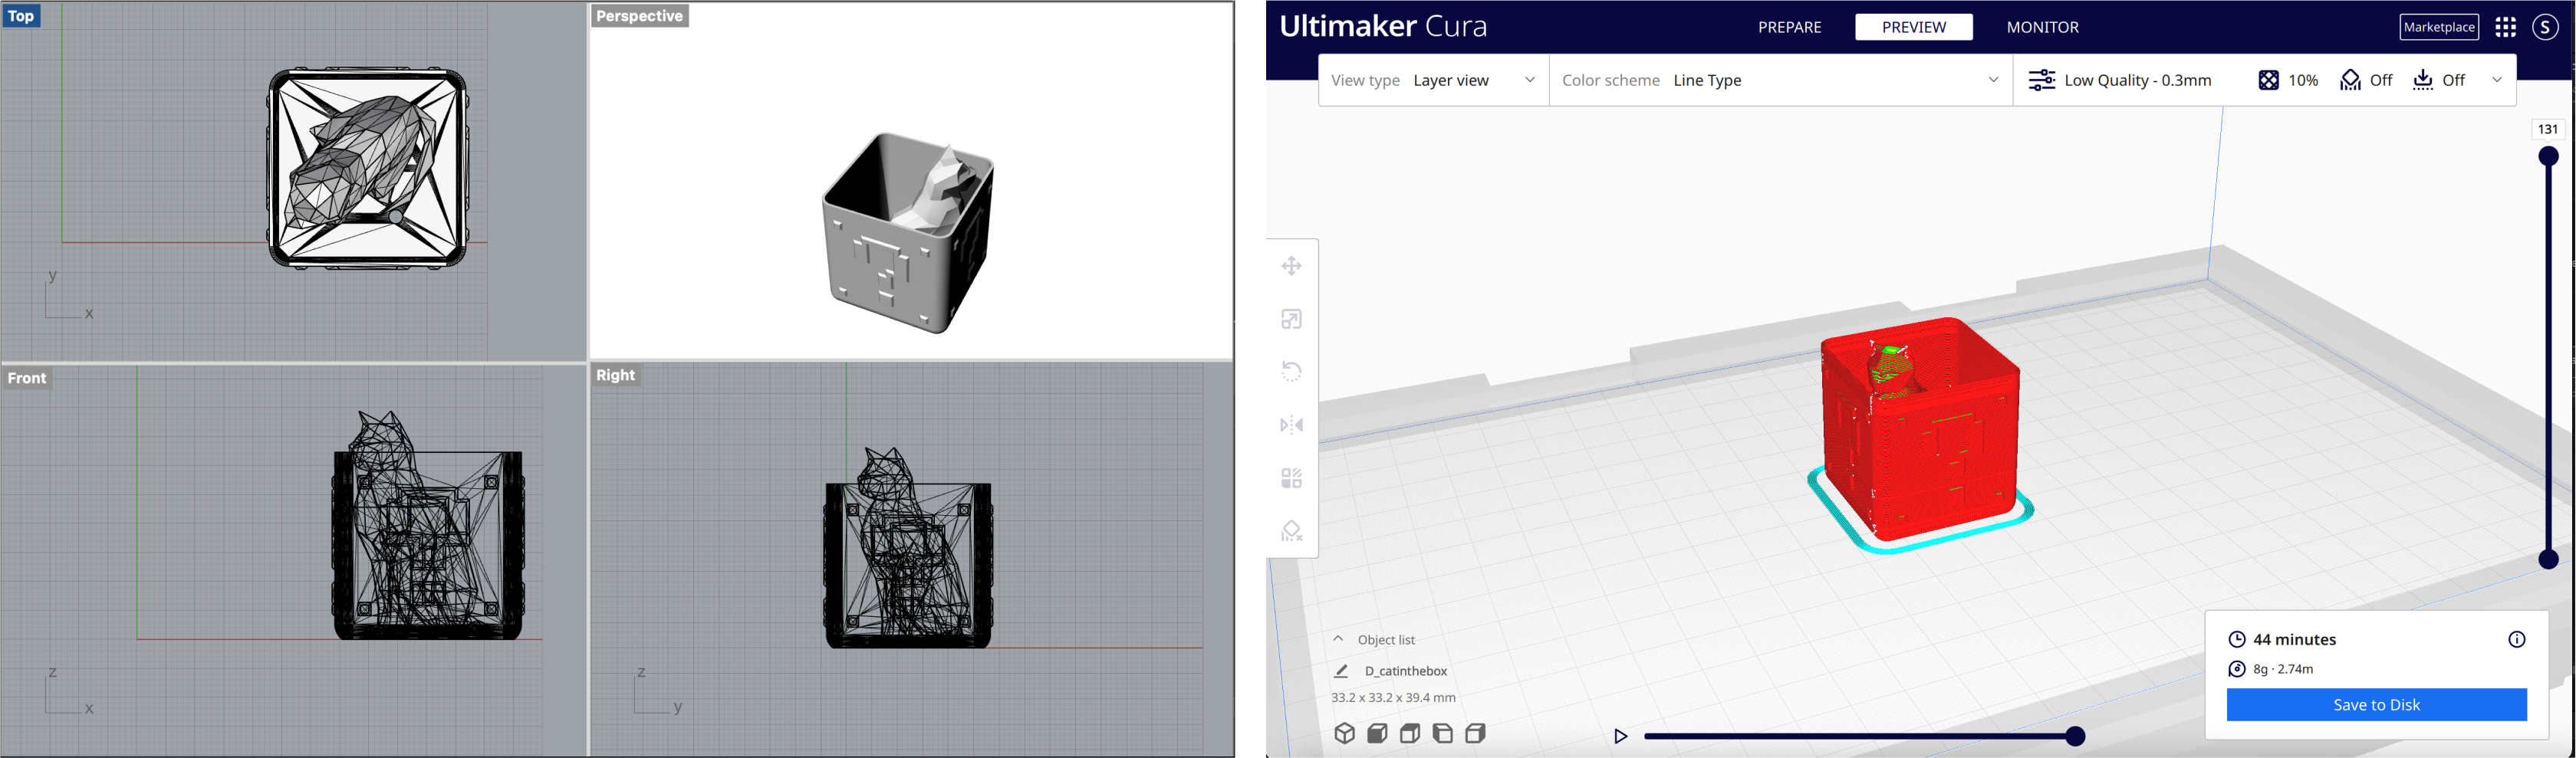 Top
Perspective
y
x
Front
Right
z
x
z
y
Ultimaker Cura
PREPARE
PREVIEW
MONITOR
Marketplace
S
View type Layer view
Color scheme Line Type
Low Quality - 0.3mm
10%
Off
Off
131
Object list
D_catinthebox
33.2 x 33.2 x 39.4 mm
44 minutes
8g · 2.74m
Save to Disk